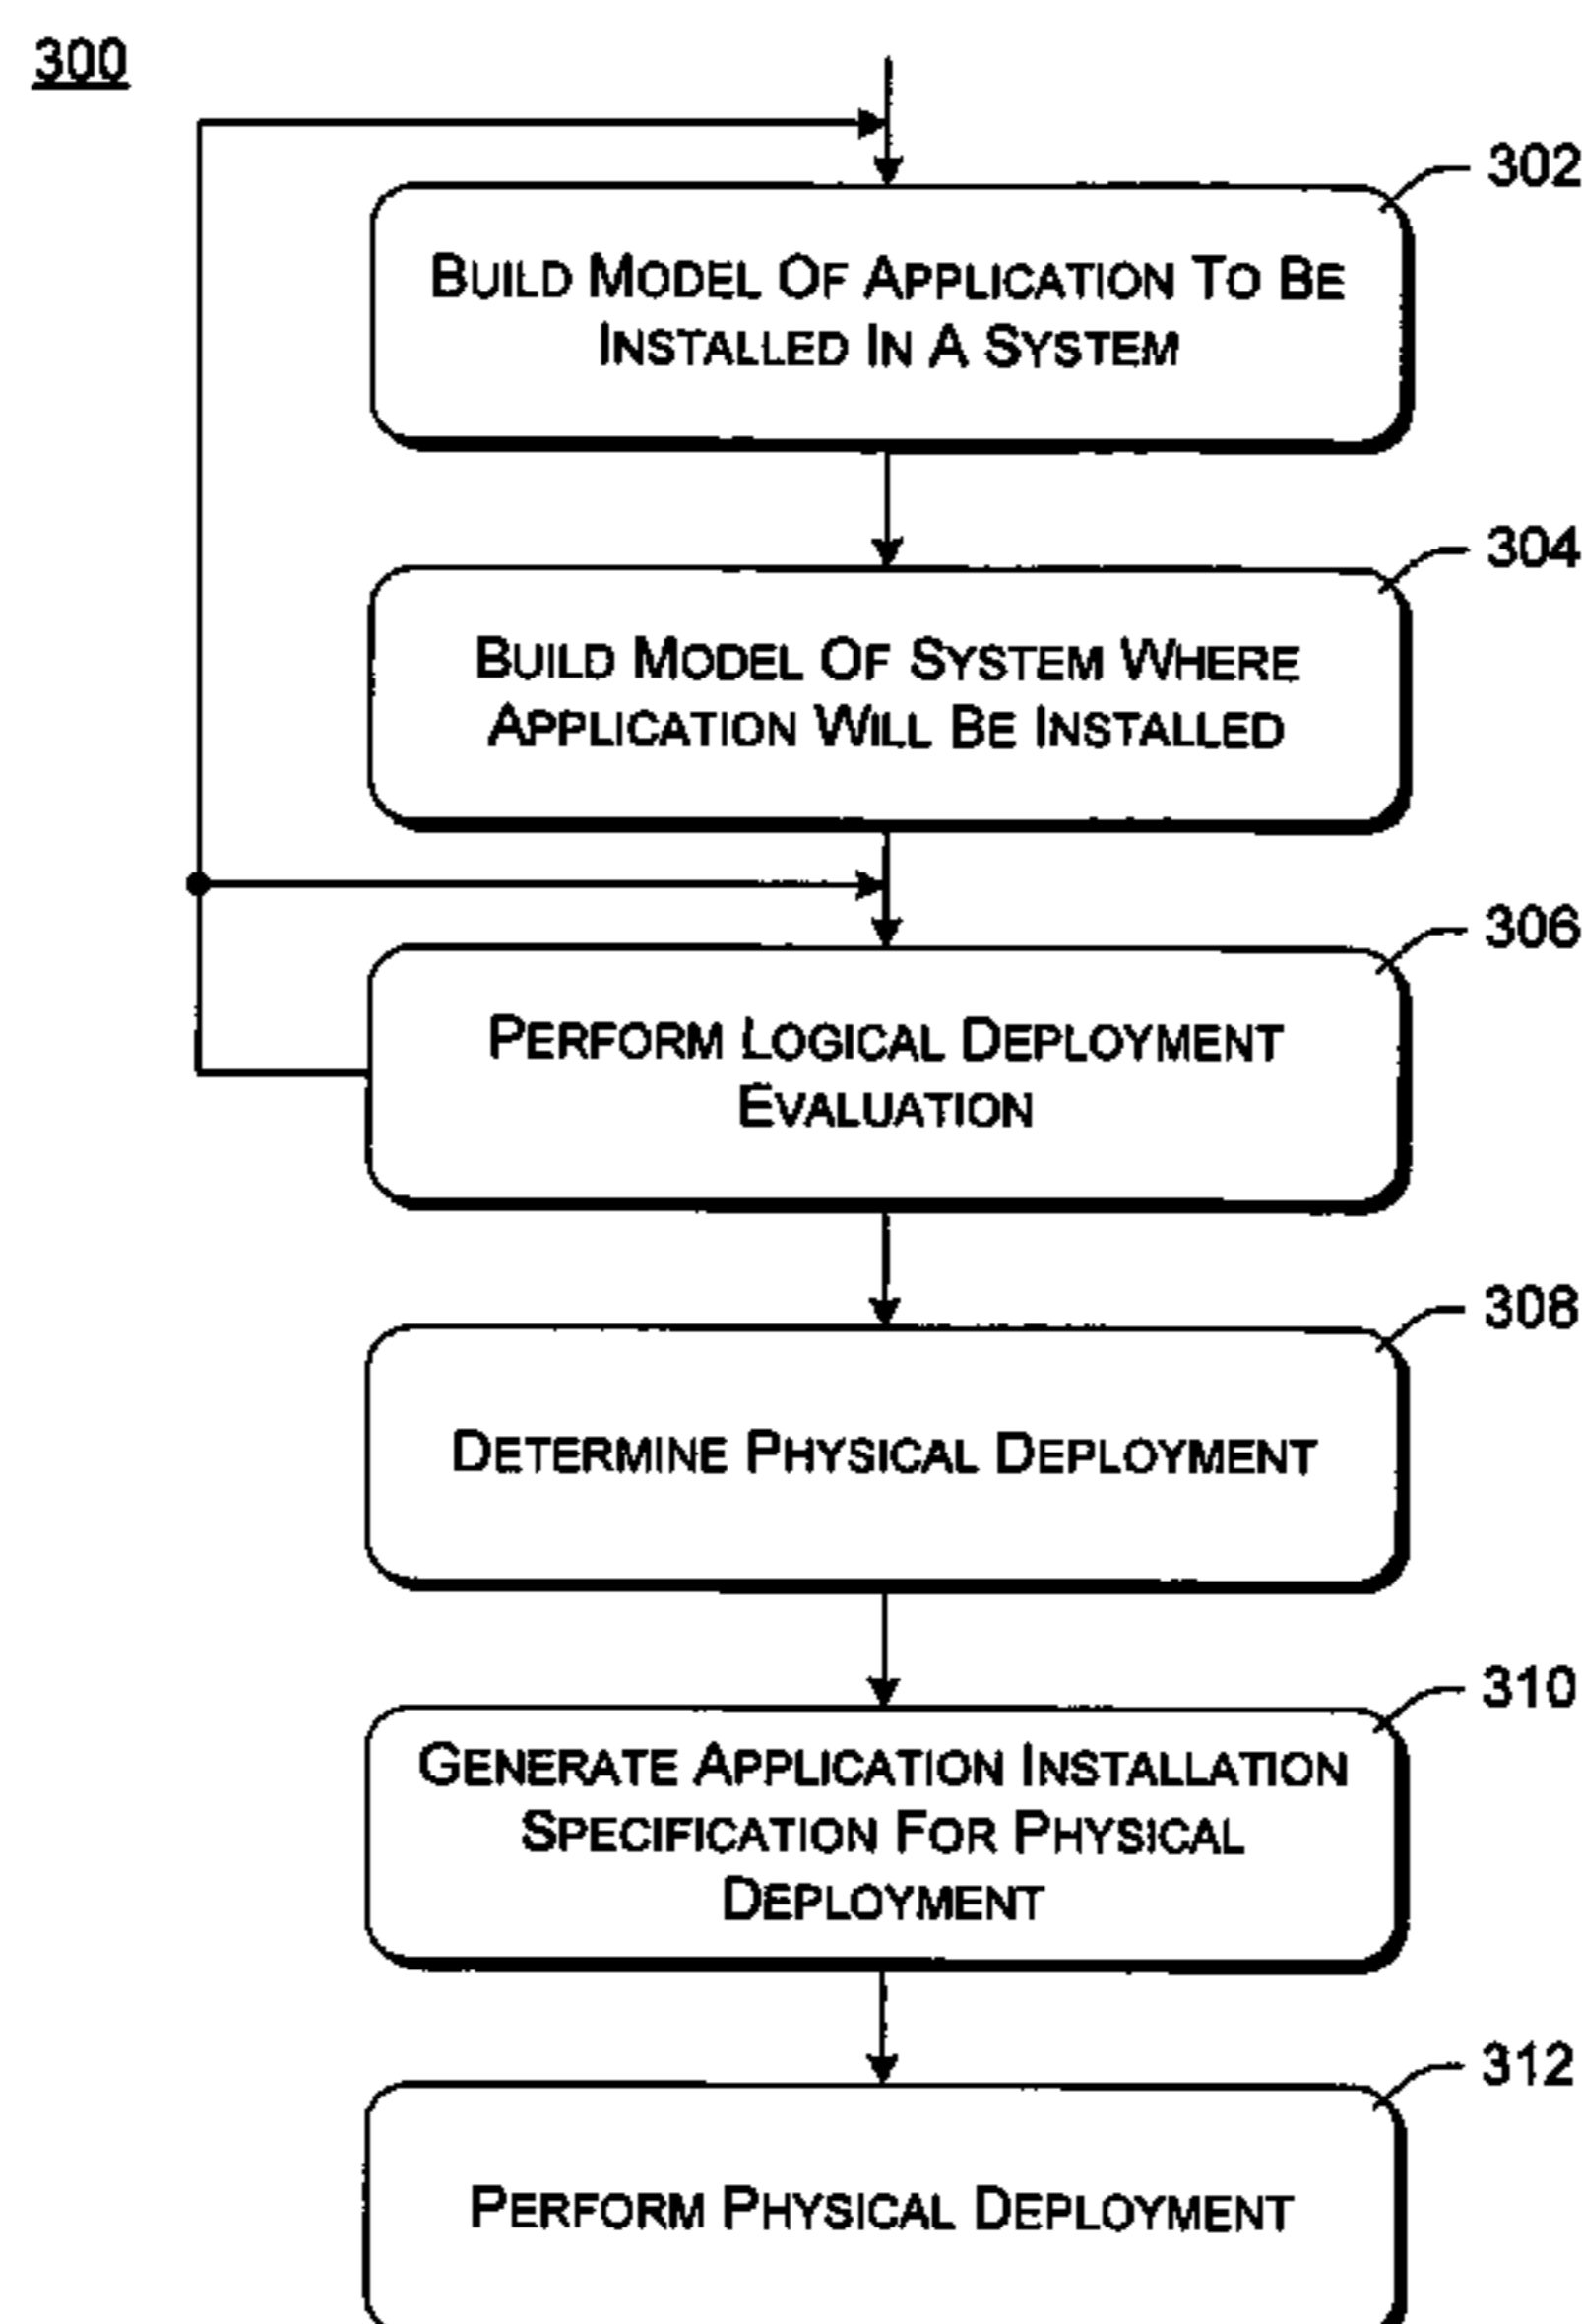 300
302
BUILD MODEL OF APPLICATION TO BE
INSTALLED IN A SYSTEM
304
BUILD MODEL OF SYSTEM WHERE
APPLICATION WILL BE INSTALLED
306
PERFORM LOGICAL DEPLOYMENT
EVALUATION
308
DETERMINE PHYSICAL DEPLOYMENT
310
GENERATE APPLICATION INSTALLATION
SPECIFICATION FOR PHYSICAL
DEPLOYMENT
312
PERFORM PHYSICAL DEPLOYMENT